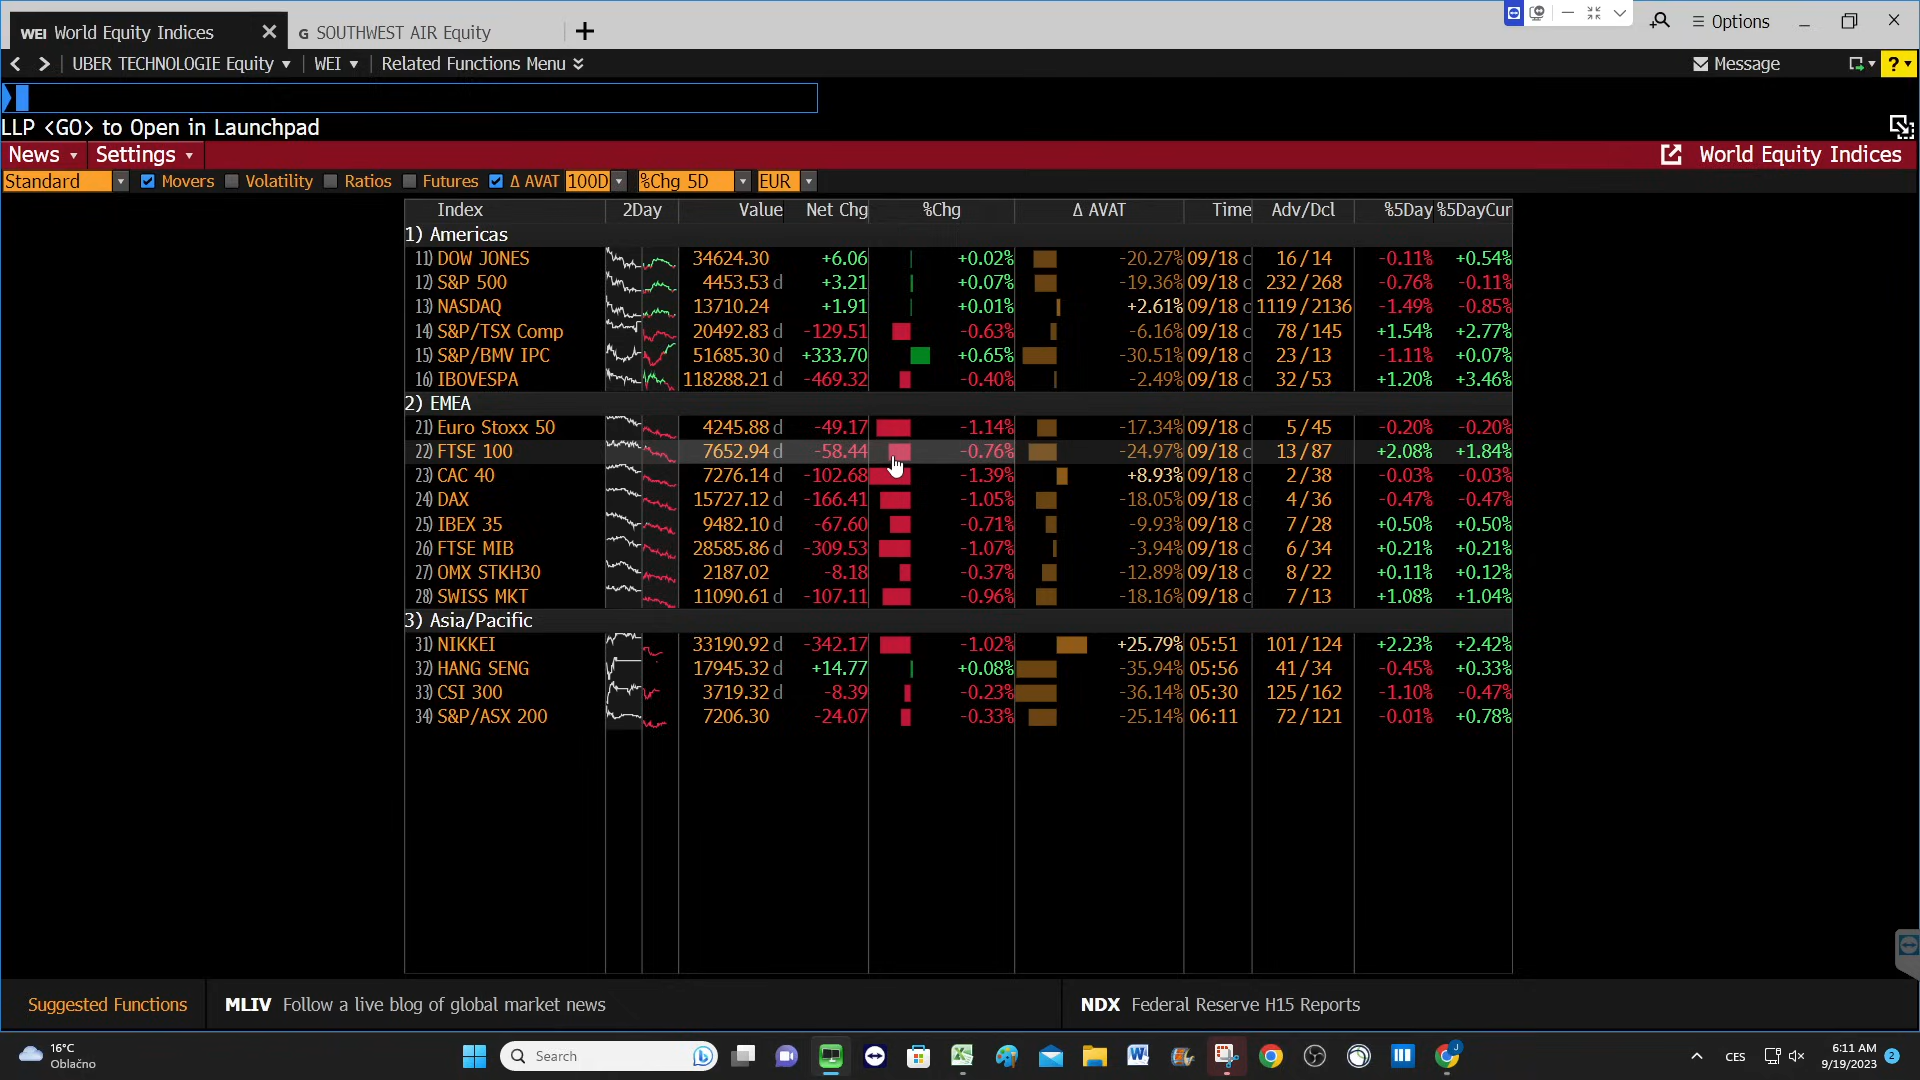 WEI World Equity Indices
G SOUTHWEST AIR Equity
Options
UBER TECHNOLOGIE Equity WEI Related Functions Menu
Message
?
LLP <GO> to Open in Launchpad
News Settings World Equity Indices
Standard Movers Volatility Ratios Futures Δ AVAT 100D %Chg 5D EUR
Index 2Day Value Net Chg %Chg Δ AVAT Time Adv/Dcl %5Day %5DayCur
1) Americas
11) DOW JONES 34624.30 +6.06 +0.02% -20.27% 09/18 c 16/14 -0.11% +0.54%
12) S&P 500 4453.53 d +3.21 +0.07% -19.36% 09/18 c 232/268 -0.76% -0.11%
13) NASDAQ 13710.24 +1.91 +0.01% +2.61% 09/18 c 1119/2136 -1.49% -0.85%
14) S&P/TSX Comp 20492.83 d -129.51 -0.63% -6.16% 09/18 c 78/145 +1.54% +2.77%
15) S&P/BMV IPC 51685.30 d +333.70 +0.65% -30.51% 09/18 c 23/13 -1.11% +0.07%
16) IBOVESPA 118288.21 d -469.32 -0.40% -2.49% 09/18 c 32/53 +1.20% +3.46%
2) EMEA
21) Euro Stoxx 50 4245.88 d -49.17 -1.14% -17.34% 09/18 c 5/45 -0.20% -0.20%
22) FTSE 100 7652.94 d -58.44 -0.76% -24.97% 09/18 c 13/87 +2.08% +1.84%
23) CAC 40 7276.14 d -102.68 -1.39% +8.93% 09/18 c 2/38 -0.03% -0.03%
24) DAX 15727.12 d -166.41 -1.05% -18.05% 09/18 c 4/36 -0.47% -0.47%
25) IBEX 35 9482.10 d -67.60 -0.71% -9.93% 09/18 c 7/28 +0.50% +0.50%
26) FTSE MIB 28585.86 d -309.53 -1.07% -3.94% 09/18 c 6/34 +0.21% +0.21%
27) OMX STKH30 2187.02 -8.18 -0.37% -12.89% 09/18 c 8/22 +0.11% +0.12%
28) SWISS MKT 11090.61 d -107.11 -0.96% -18.16% 09/18 c 7/13 +1.08% +1.04%
3) Asia/Pacific
31) NIKKEI 33190.92 d -342.17 -1.02% +25.79% 05:51 101/124 +2.23% +2.42%
32) HANG SENG 17945.32 d +14.77 +0.08% -35.94% 05:56 41/34 -0.45% +0.33%
33) CSI 300 3719.32 d -8.39 -0.23% -36.14% 05:30 125/162 -1.10% -0.47%
34) S&P/ASX 200 7206.30 -24.07 -0.33% -25.14% 06:11 72/121 -0.01% +0.78%
Suggested Functions MLIV Follow a live blog of global market news NDX Federal Reserve H15 Reports
16°C
Oblačno
Search
CES
6:11 AM
9/19/2023
2